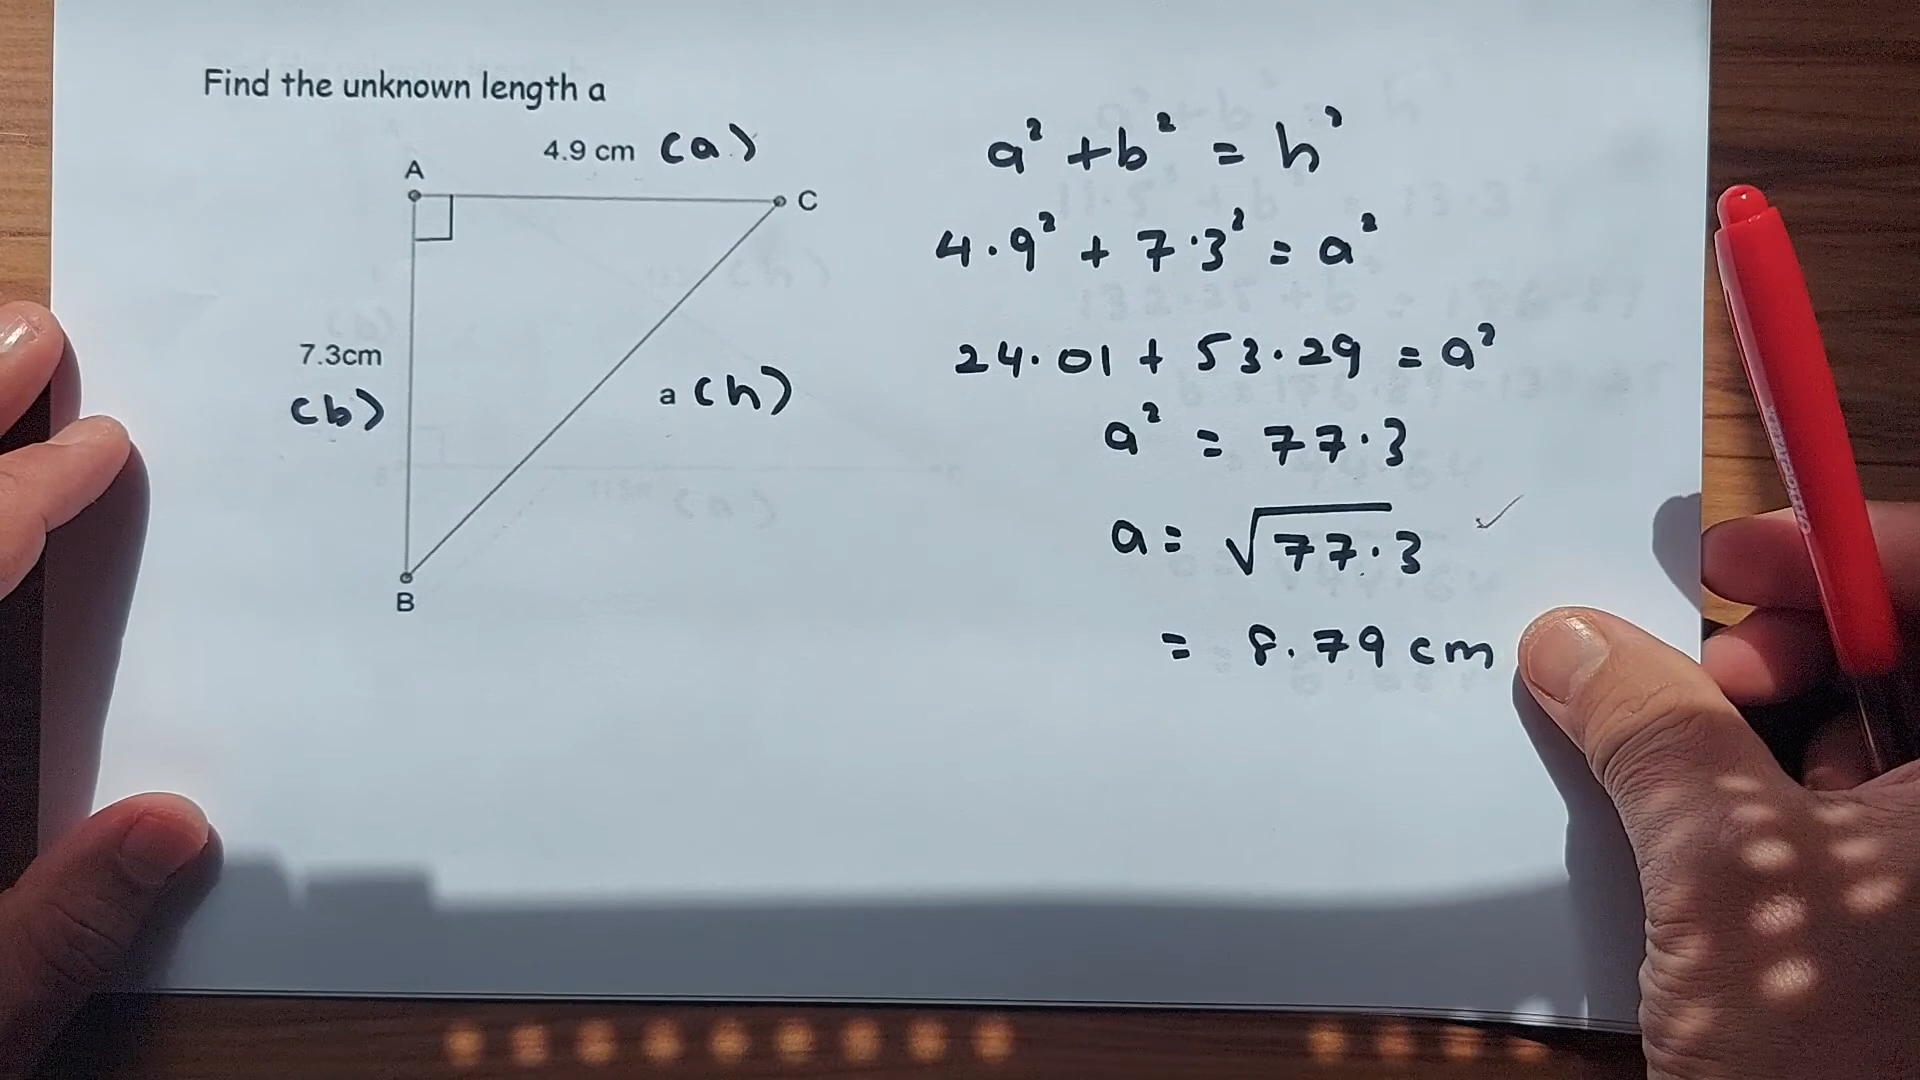 Find the unknown length a
4.9 cm (a)
A
C
7.3cm
(b)
a (h)
B
a² + b² = h²
4.9² + 7.3² = a²
24.01 + 53.29 = a²
a² = 77.3
a = √77.3 ✓
= 8.79 cm